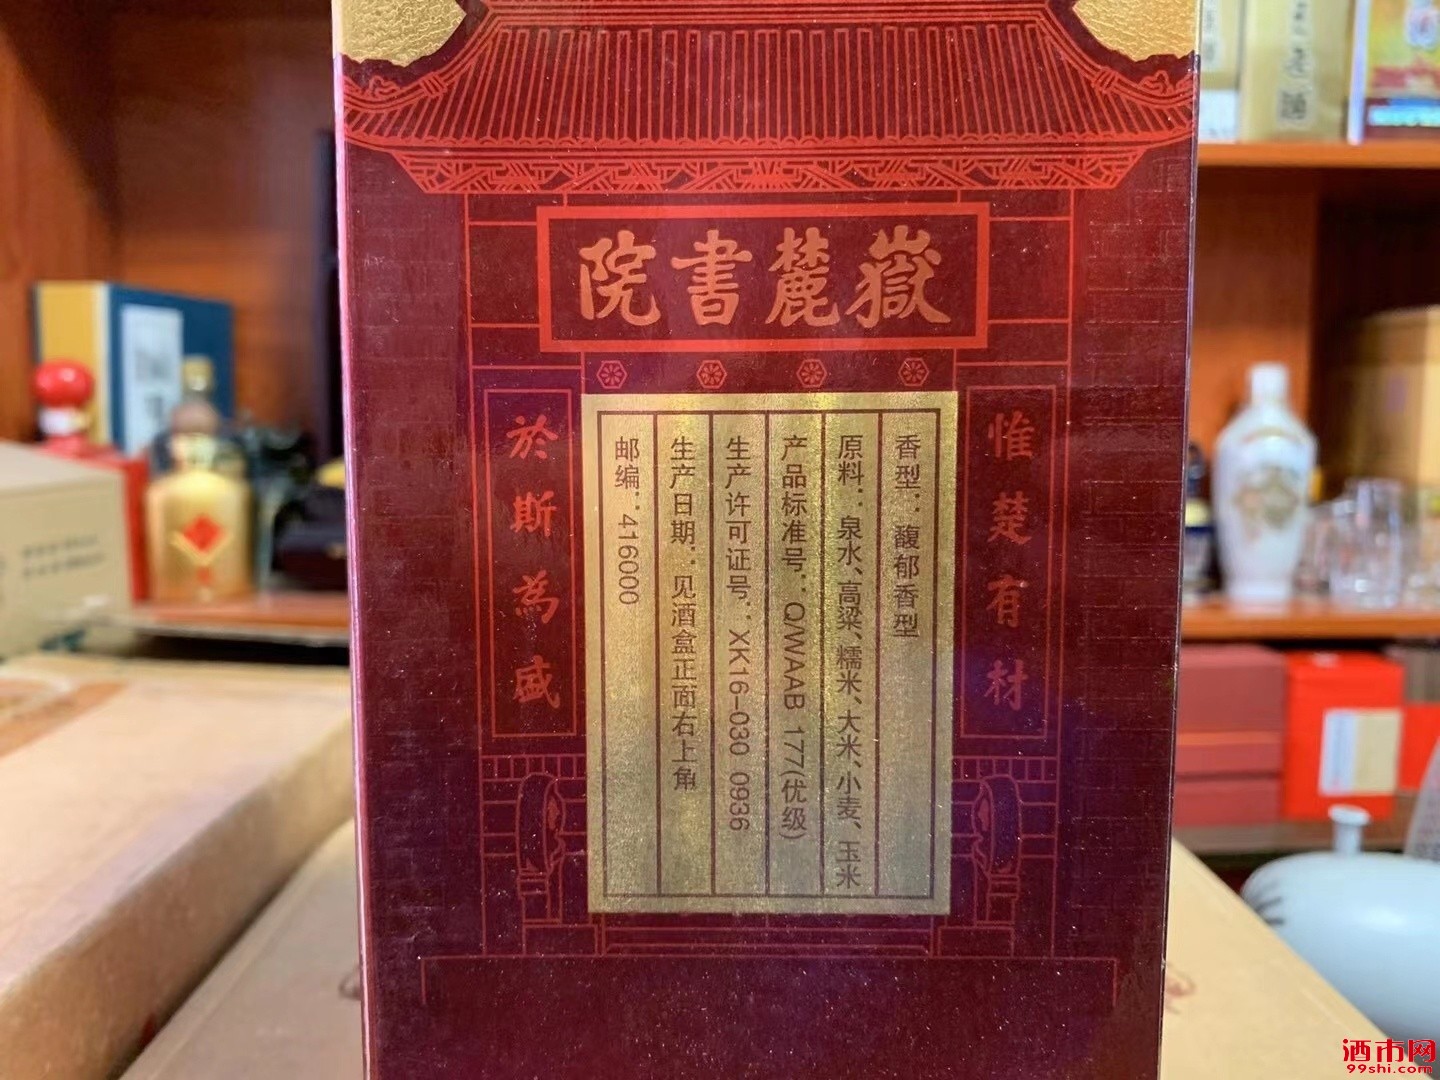 嶽麓書院
惟楚有材
於斯為盛
香型：馥郁香型
原料：泉水、高粱、糯米、大米、小麦、玉米
产品标准号：Q/WAAB 177(优级)
生产许可证号：XK16-030 0936
生产日期：见酒盒正面右上角
邮编：416000
酒市网
99shi.com